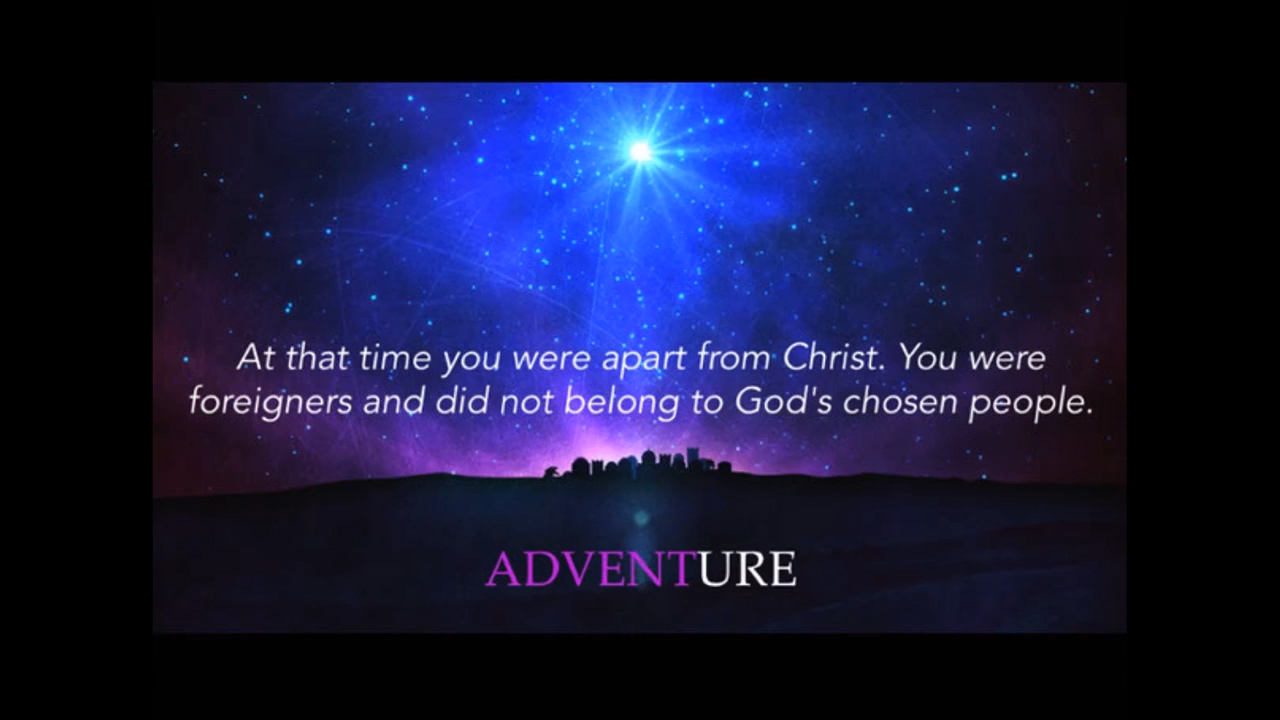 At that time you were apart from Christ. You were
foreigners and did not belong to God's chosen people.
ADVENTURE